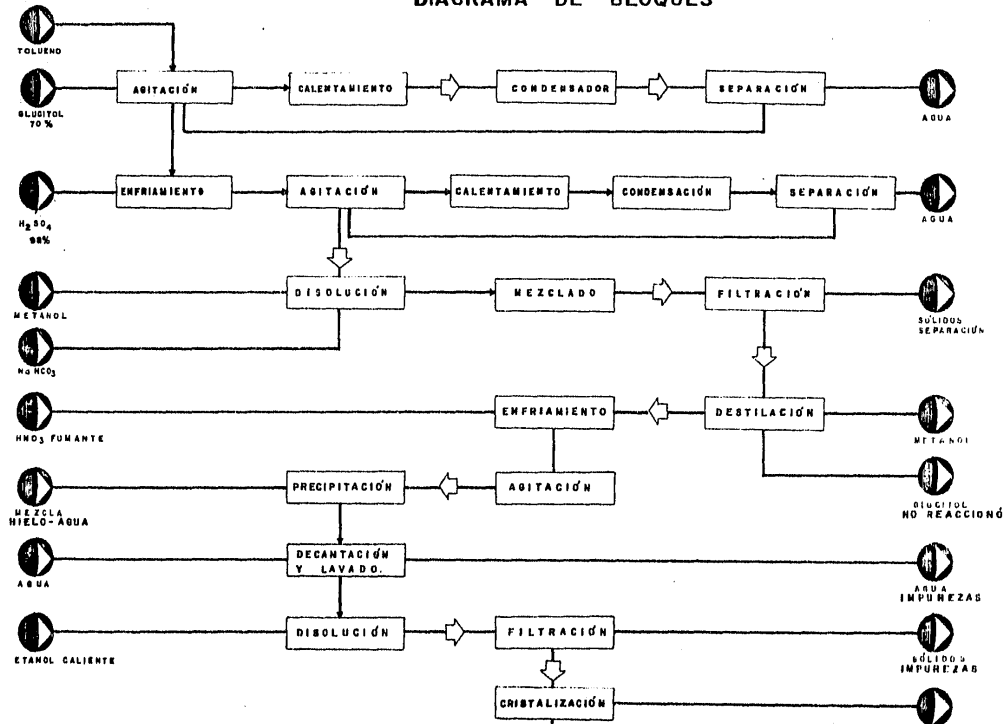 DIAGRAMA DE BLOQUES
TOLUENO
AGITACIÓN
CALENTAMIENTO
CONDENSADOR
SEPARACIÓN
GLUCITOL
70 %
AGUA
ENFRIAMIENTO
AGITACIÓN
CALENTAMIENTO
CONDENSACIÓN
SEPARACIÓN
H2SO4
98%
AGUA
DISOLUCIÓN
MEZCLADO
FILTRACIÓN
METANOL
SÓLIDOS
SEPARACIÓN
NaHCO3
ENFRIAMIENTO
DESTILACIÓN
HNO3 FUMANTE
METANOL
PRECIPITACIÓN
AGITACIÓN
MEZCLA
HIELO-AGUA
GLUCITOL
NO REACCIONÓ
DECANTACIÓN
Y LAVADO.
AGUA
AGUA
IMPUREZAS
DISOLUCIÓN
FILTRACIÓN
ETANOL CALIENTE
SÓLIDOS
IMPUREZAS
CRISTALIZACIÓN